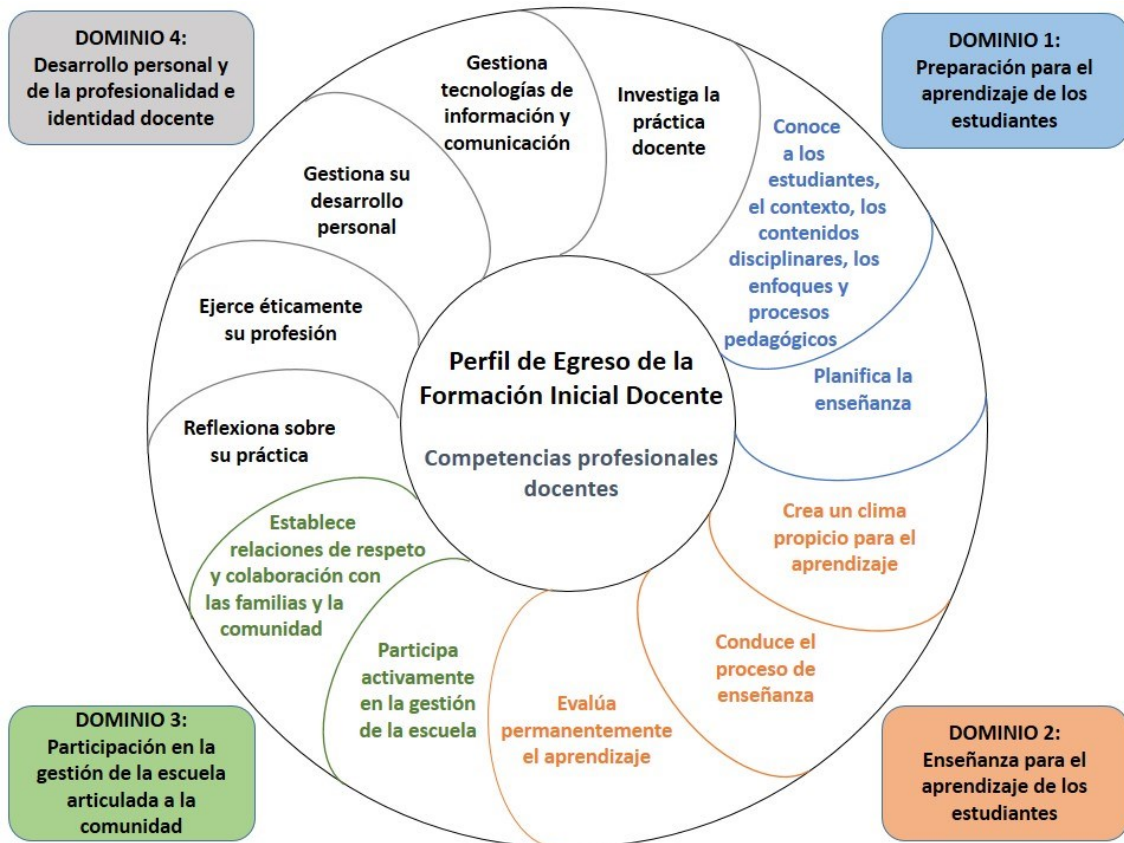 DOMINIO 4:
Desarrollo personal y
de la profesionalidad e
identidad docente
DOMINIO 1:
Preparación para el
aprendizaje de los
estudiantes
Gestiona
tecnologías de
información y
comunicación
Investiga la
práctica
docente
Conoce
a los
estudiantes,
el contexto, los
contenidos
disciplinares, los
enfoques y
procesos
pedagógicos
Planifica la
enseñanza
Crea un clima
propicio para el
aprendizaje
Conduce el
proceso de
enseñanza
Evalúa
permanentemente
el aprendizaje
Participa
activamente
en la gestión
de la escuela
Establece
relaciones de respeto
y colaboración con
las familias y la
comunidad
Reflexiona sobre
su práctica
Ejerce éticamente
su profesión
Gestiona su
desarrollo
personal
Perfil de Egreso de la
Formación Inicial Docente
Competencias profesionales
docentes
DOMINIO 3:
Participación en la
gestión de la escuela
articulada a la
comunidad
DOMINIO 2:
Enseñanza para el
aprendizaje de los
estudiantes